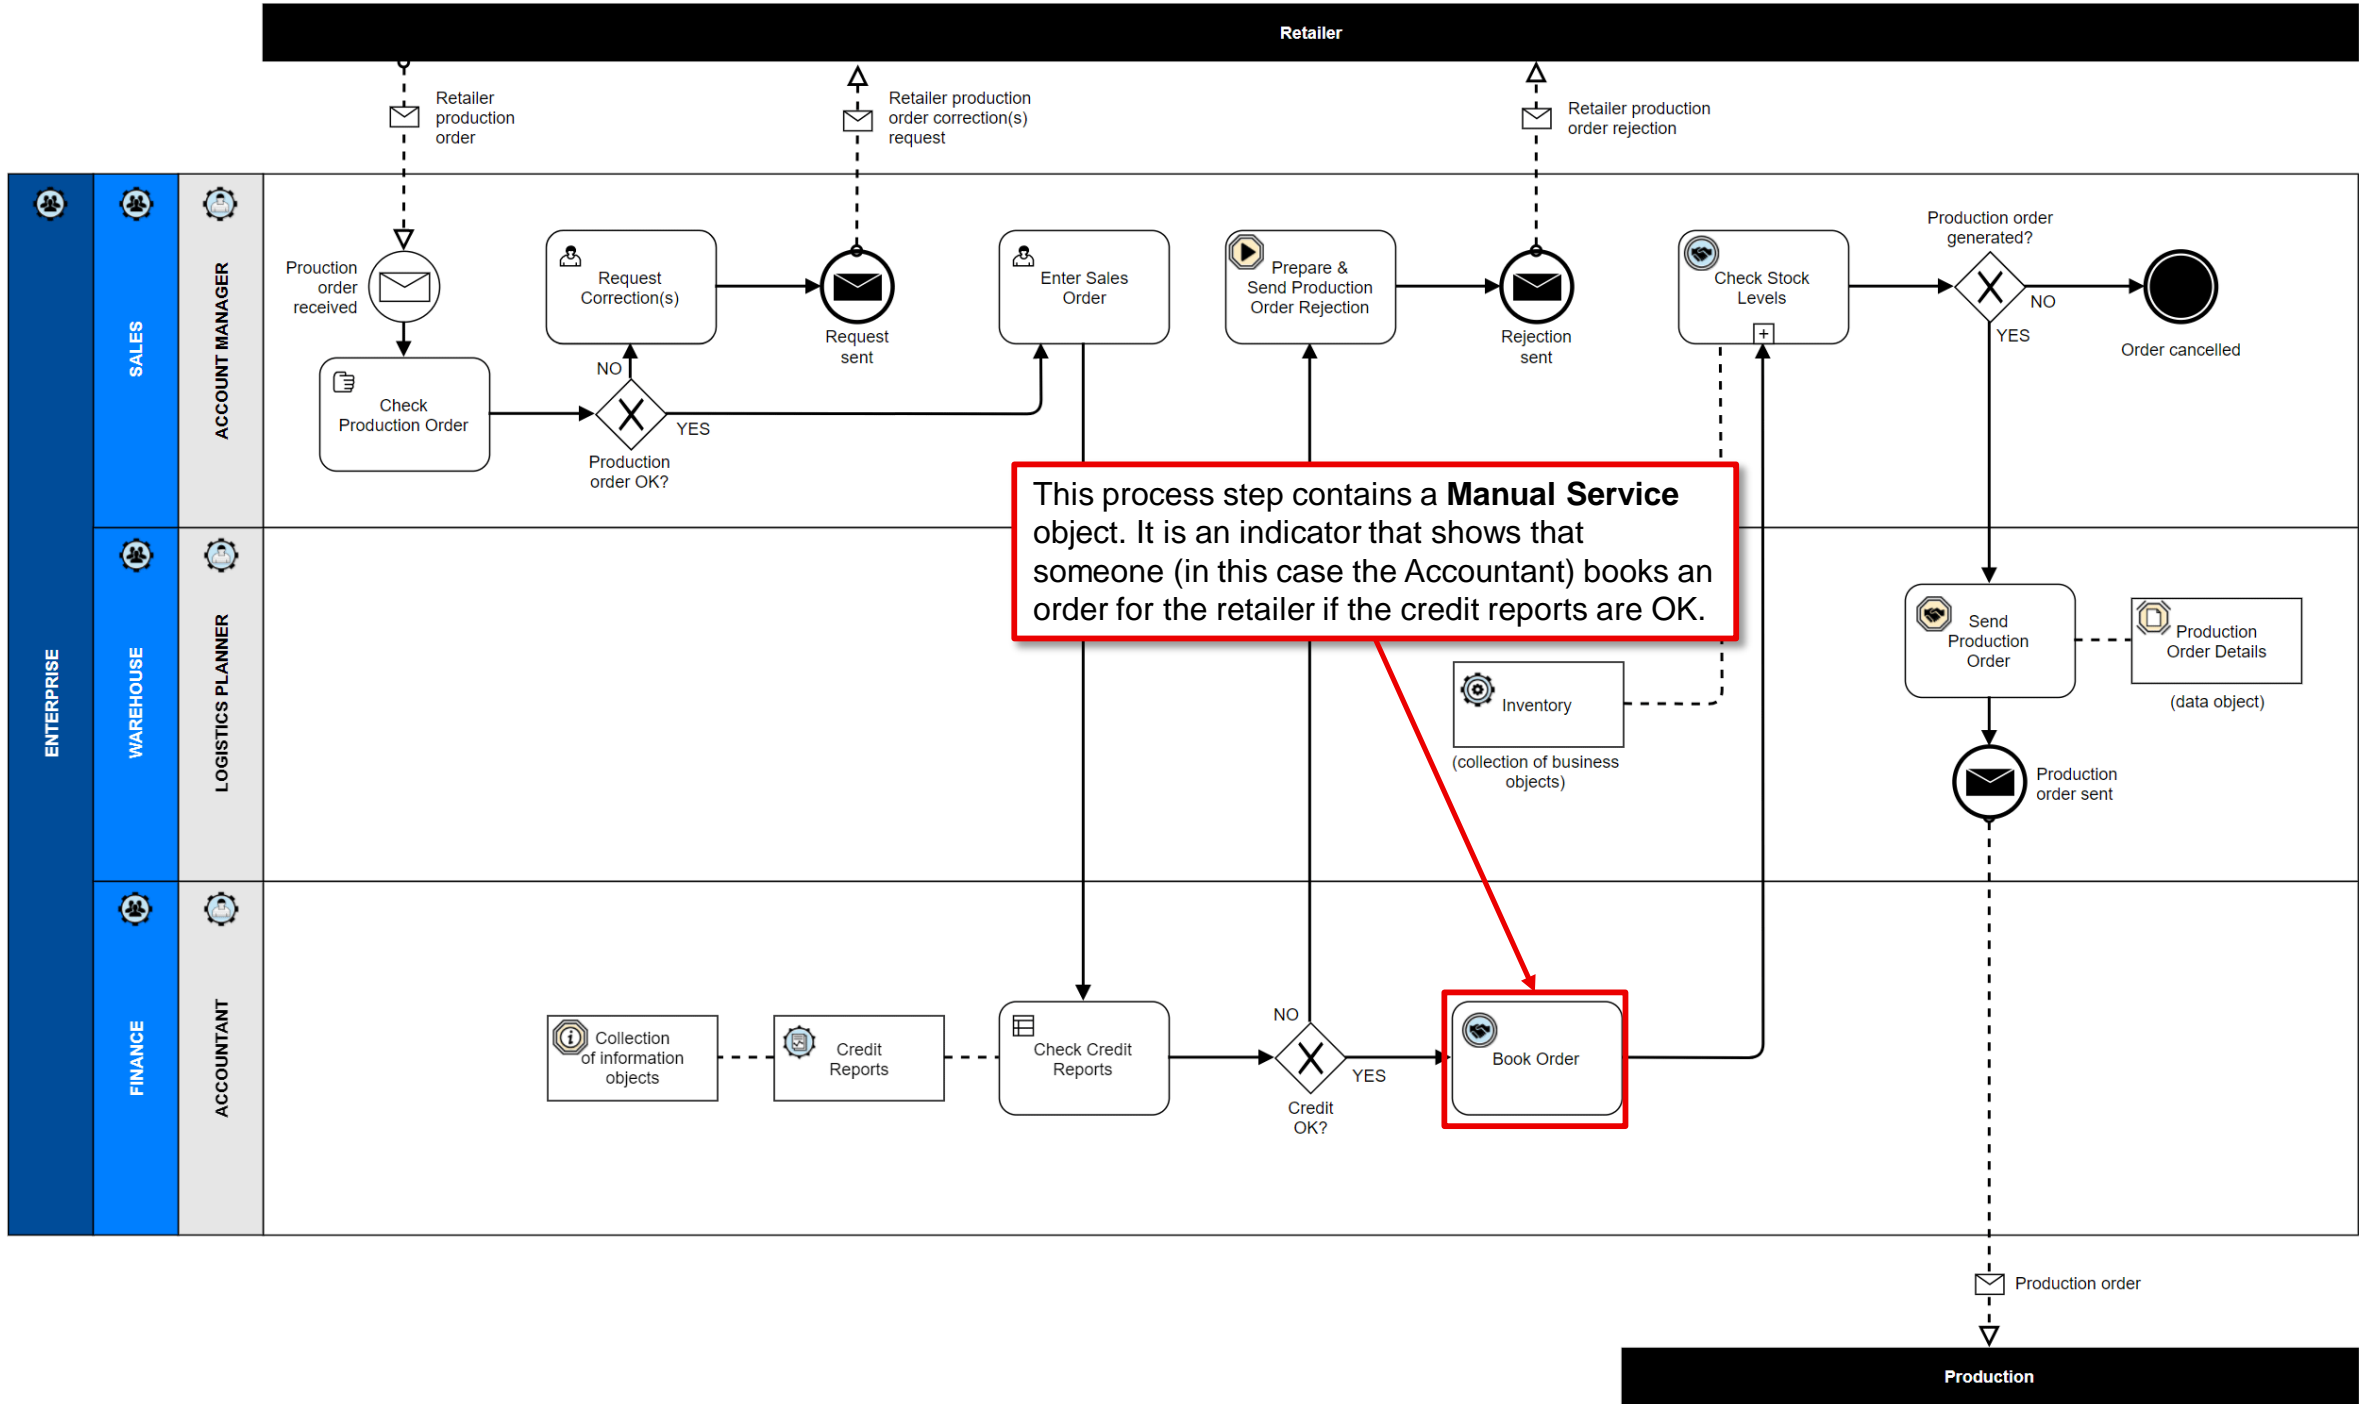 Retailer
Retailer
production
order
Retailer production
order correction(s)
request
Retailer production
order rejection
ENTERPRISE
SALES
ACCOUNT MANAGER
Prouction
order
received
Check
Production Order
Request
Correction(s)
NO
YES
Production
order OK?
Request
sent
Enter Sales
Order
Prepare &
Send Production
Order Rejection
Rejection
sent
Check Stock
Levels
Production order
generated?
NO
YES
Order cancelled
This process step contains a Manual Service
object. It is an indicator that shows that
someone (in this case the Accountant) books an
order for the retailer if the credit reports are OK.
WAREHOUSE
LOGISTICS PLANNER
Inventory
(collection of business
objects)
Send
Production
Order
Production
Order Details
(data object)
Production
order sent
FINANCE
ACCOUNTANT
Collection
of information
objects
Credit
Reports
Check Credit
Reports
NO
YES
Credit
OK?
Book Order
Production order
Production